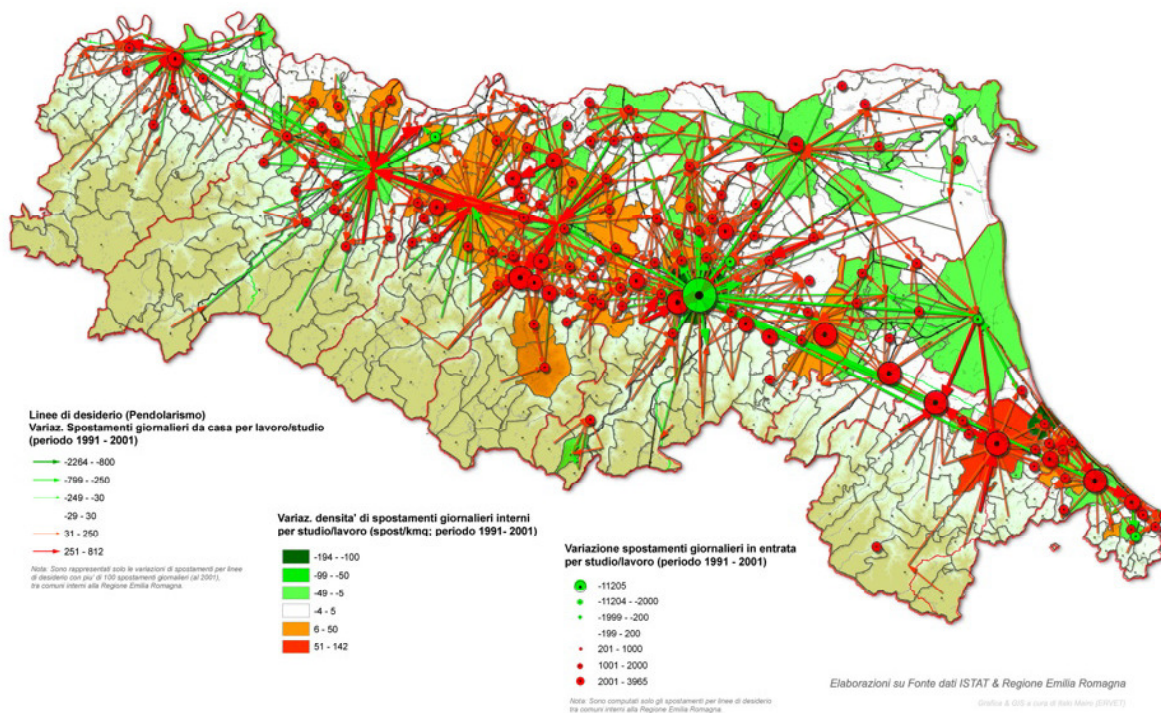 Linee di desiderio (Pendolarismo)
Variaz. Spostamenti giornalieri da casa per lavoro/studio
(periodo 1991 - 2001)
-2264 - -800
-799 - -250
-249 - -30
-29 - 30
31 - 250
251 - 812
Nota: Sono rappresentati solo le variazioni di spostamenti per linee
di desiderio con piu' di 100 spostamenti giornalieri (al 2001),
tra comuni interni alla Regione Emilia Romagna.
Variaz. densita' di spostamenti giornalieri interni
per studio/lavoro (spost/kmq; periodo 1991- 2001)
-194 - -100
-99 - -50
-49 - -5
-4 - 5
6 - 50
51 - 142
Variazione spostamenti giornalieri in entrata
per studio/lavoro (periodo 1991 - 2001)
-11205
-11204 - -2000
-1999 - -200
-199 - 200
201 - 1000
1001 - 2000
2001 - 3965
Nota: Sono computati solo gli spostamenti per linee di desiderio
tra comuni interni alla Regione Emilia Romagna.
Elaborazioni su Fonte dati ISTAT & Regione Emilia Romagna
Grafica & GIS a cura di Italo (ERVET)